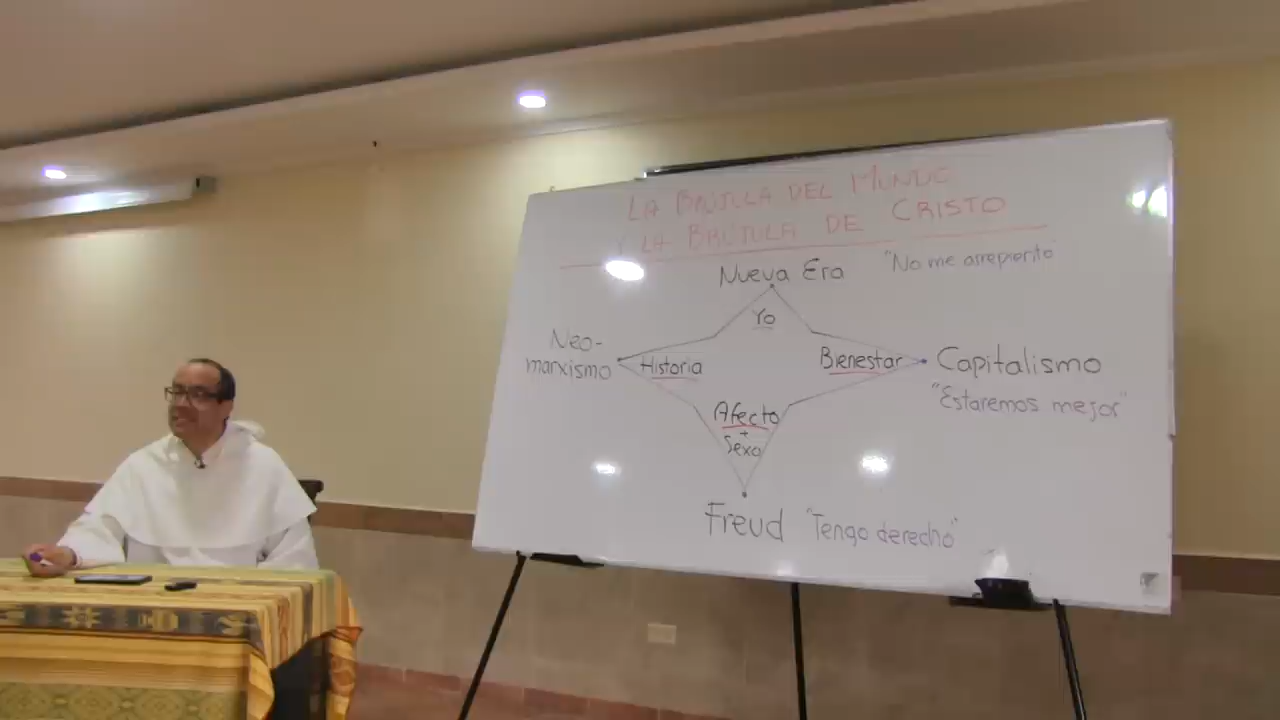 LA BRÚJULA DEL MUNDO
Y LA BRÚJULA DE CRISTO
Nueva Era "No me arrepiento"
Yo
Neo-
marxismo
Historia
Bienestar
Capitalismo
"Estaremos mejor"
Afecto
+
Sexo
Freud "Tengo derecho"